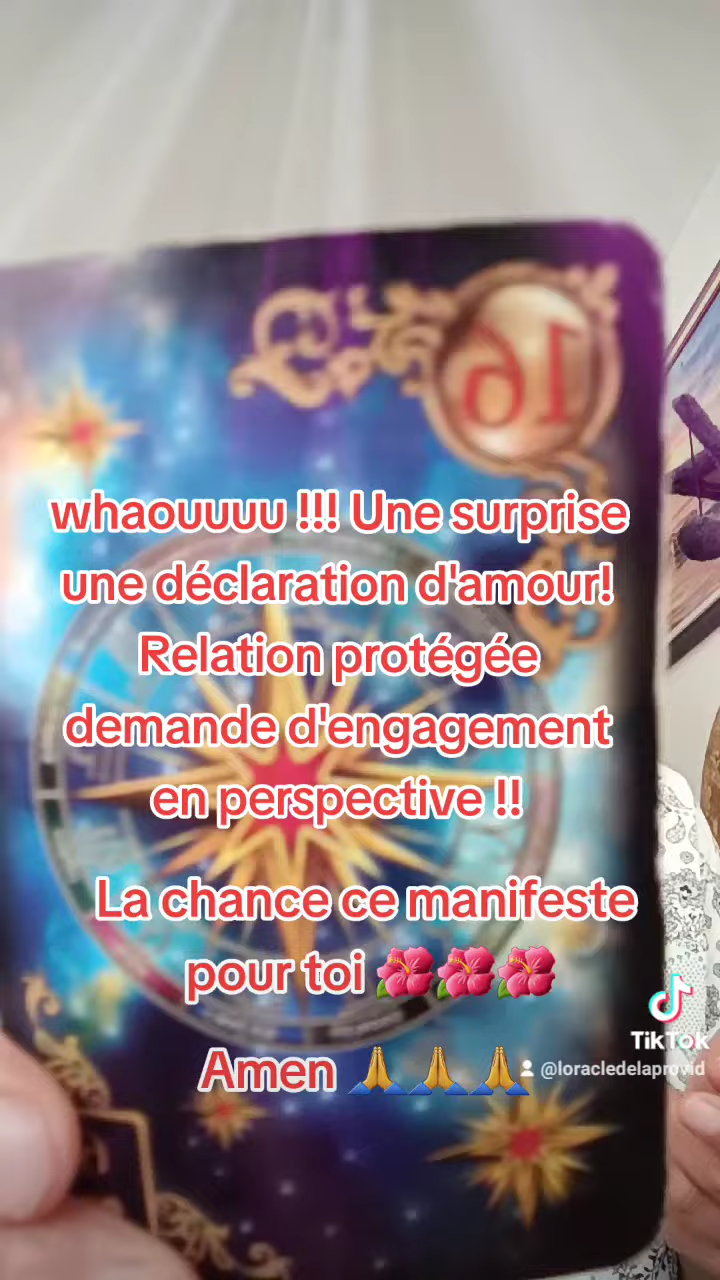 16
whaouuuu !!! Une surprise
une déclaration d'amour!
Relation protégée
demande d'engagement
en perspective !!
La chance ce manifeste
pour toi 🌺🌺🌺
Amen 🙏🙏🙏
TikTok
@loracledelaprovid